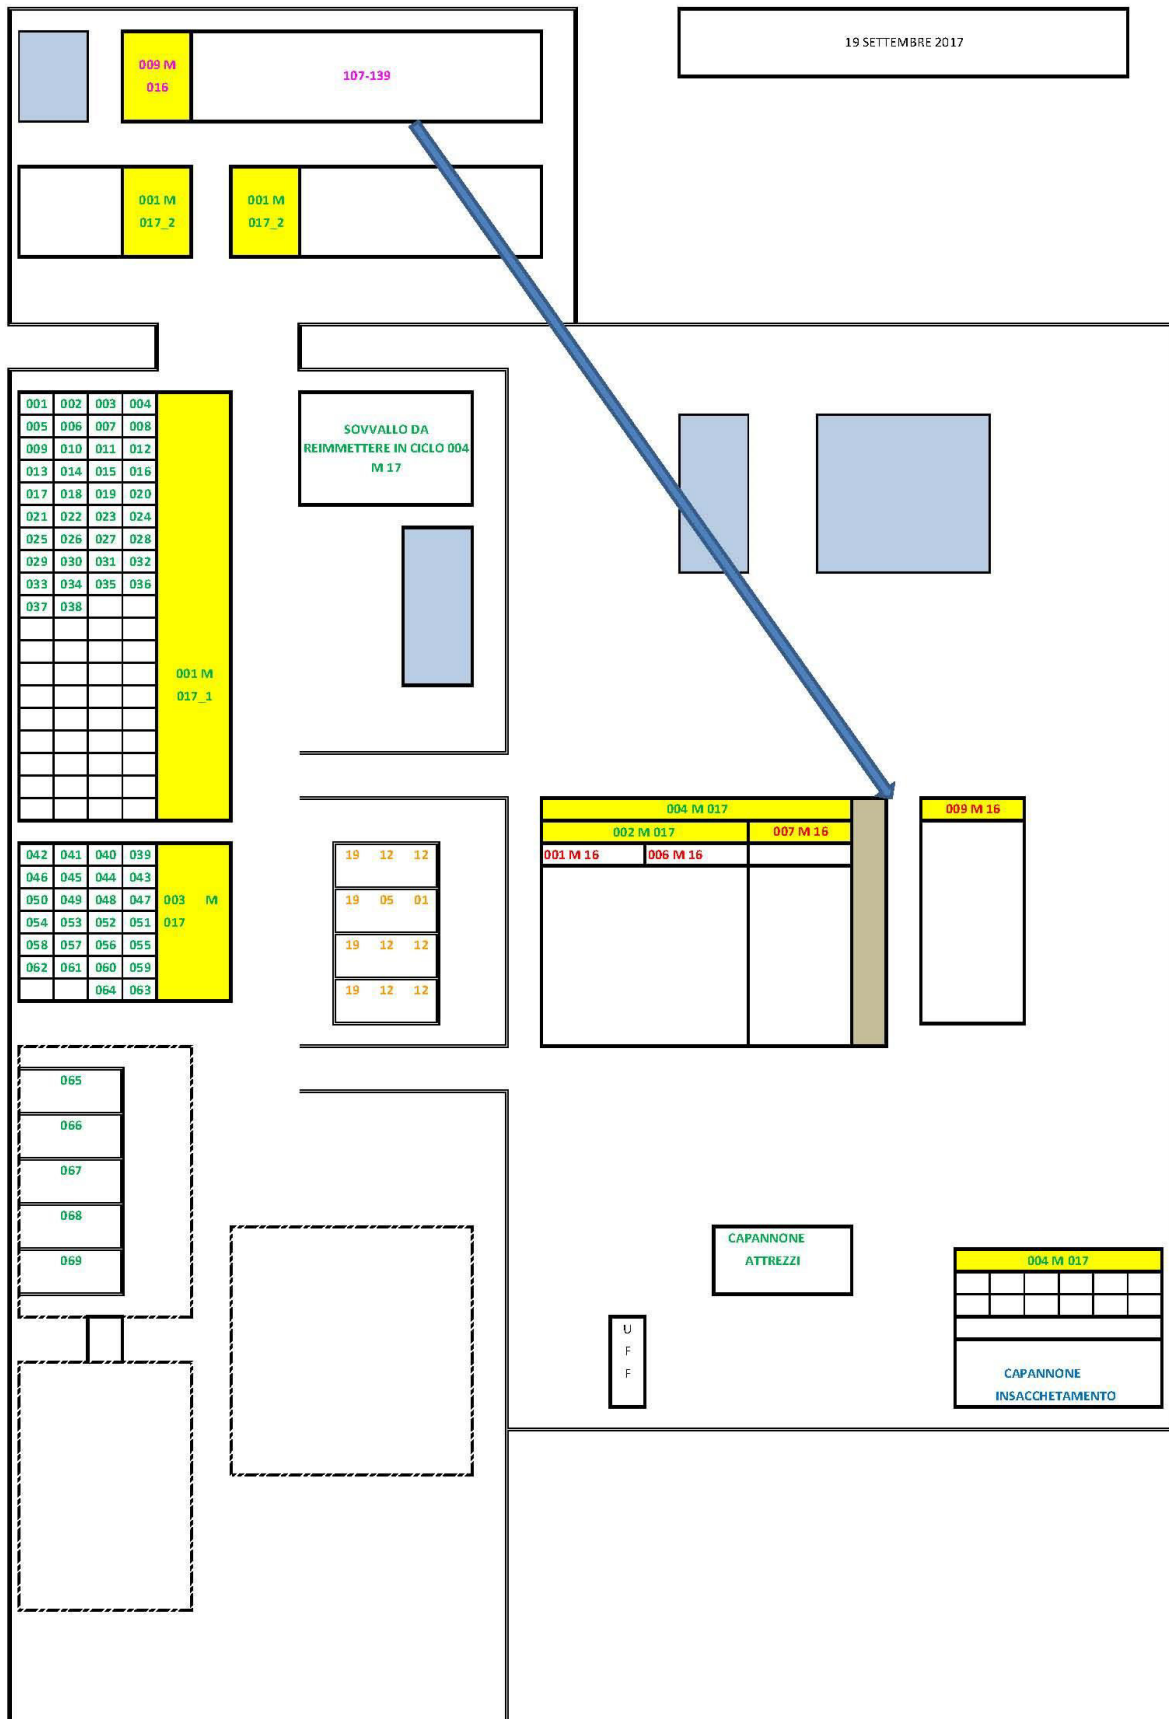 19 SETTEMBRE 2017
009 M
016
107-139
001 M
017_2
001 M
017_2
001 002 003 004
005 006 007 008
009 010 011 012
013 014 015 016
017 018 019 020
021 022 023 024
025 026 027 028
029 030 031 032
033 034 035 036
037 038
001 M
017_1
SOVVALLO DA
REIMMETTERE IN CICLO 004
M 17
042 041 040 039
046 045 044 043
050 049 048 047
054 053 052 051
058 057 056 055
062 061 060 059
064 063
003 M
017
19 12 12
19 05 01
19 12 12
19 12 12
004 M 017
002 M 017 007 M 16
001 M 16 006 M 16
009 M 16
065
066
067
068
069
CAPANNONE
ATTREZZI
U
F
F
004 M 017
CAPANNONE
INSACCHETAMENTO